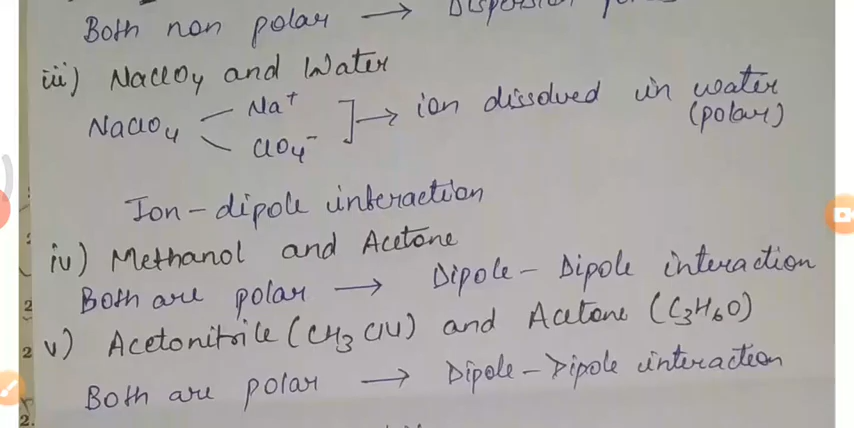 Both non polar → Dispersion
iii) NaClO4 and Water
NaClO4 < Na+ ClO4- ] → ion dissolved in water (polar)
Ion-dipole interaction
iv) Methanol and Acetone
Both are polar → Dipole-Dipole interaction
v) Acetonitrile (CH3CN) and Acetone (C3H6O)
Both are polar → Dipole-Dipole interaction